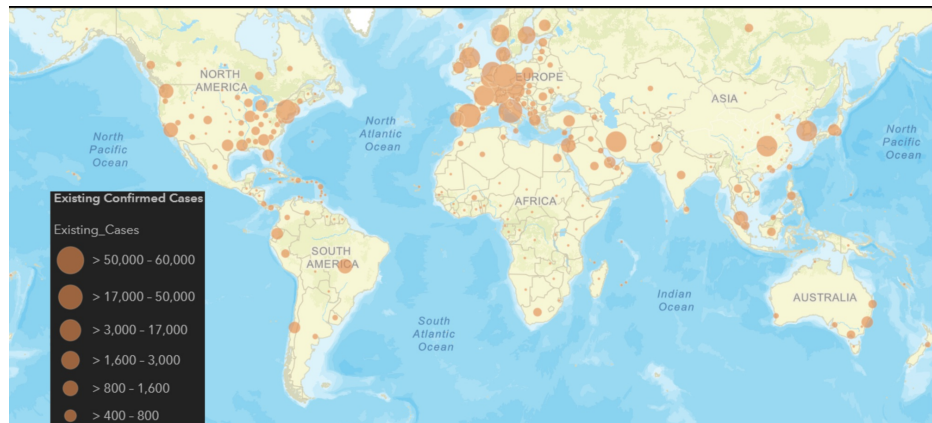 NORTH
AMERICA
EUROPE
ASIA
North
Pacific
Ocean
North
Atlantic
Ocean
North
Pacific
Ocean
AFRICA
Existing Confirmed Cases
Existing_Cases
> 50,000 - 60,000
> 17,000 - 50,000
> 3,000 - 17,000
> 1,600 - 3,000
> 800 - 1,600
> 400 - 800
SOUTH
AMERICA
South
Atlantic
Ocean
Indian
Ocean
AUSTRALIA